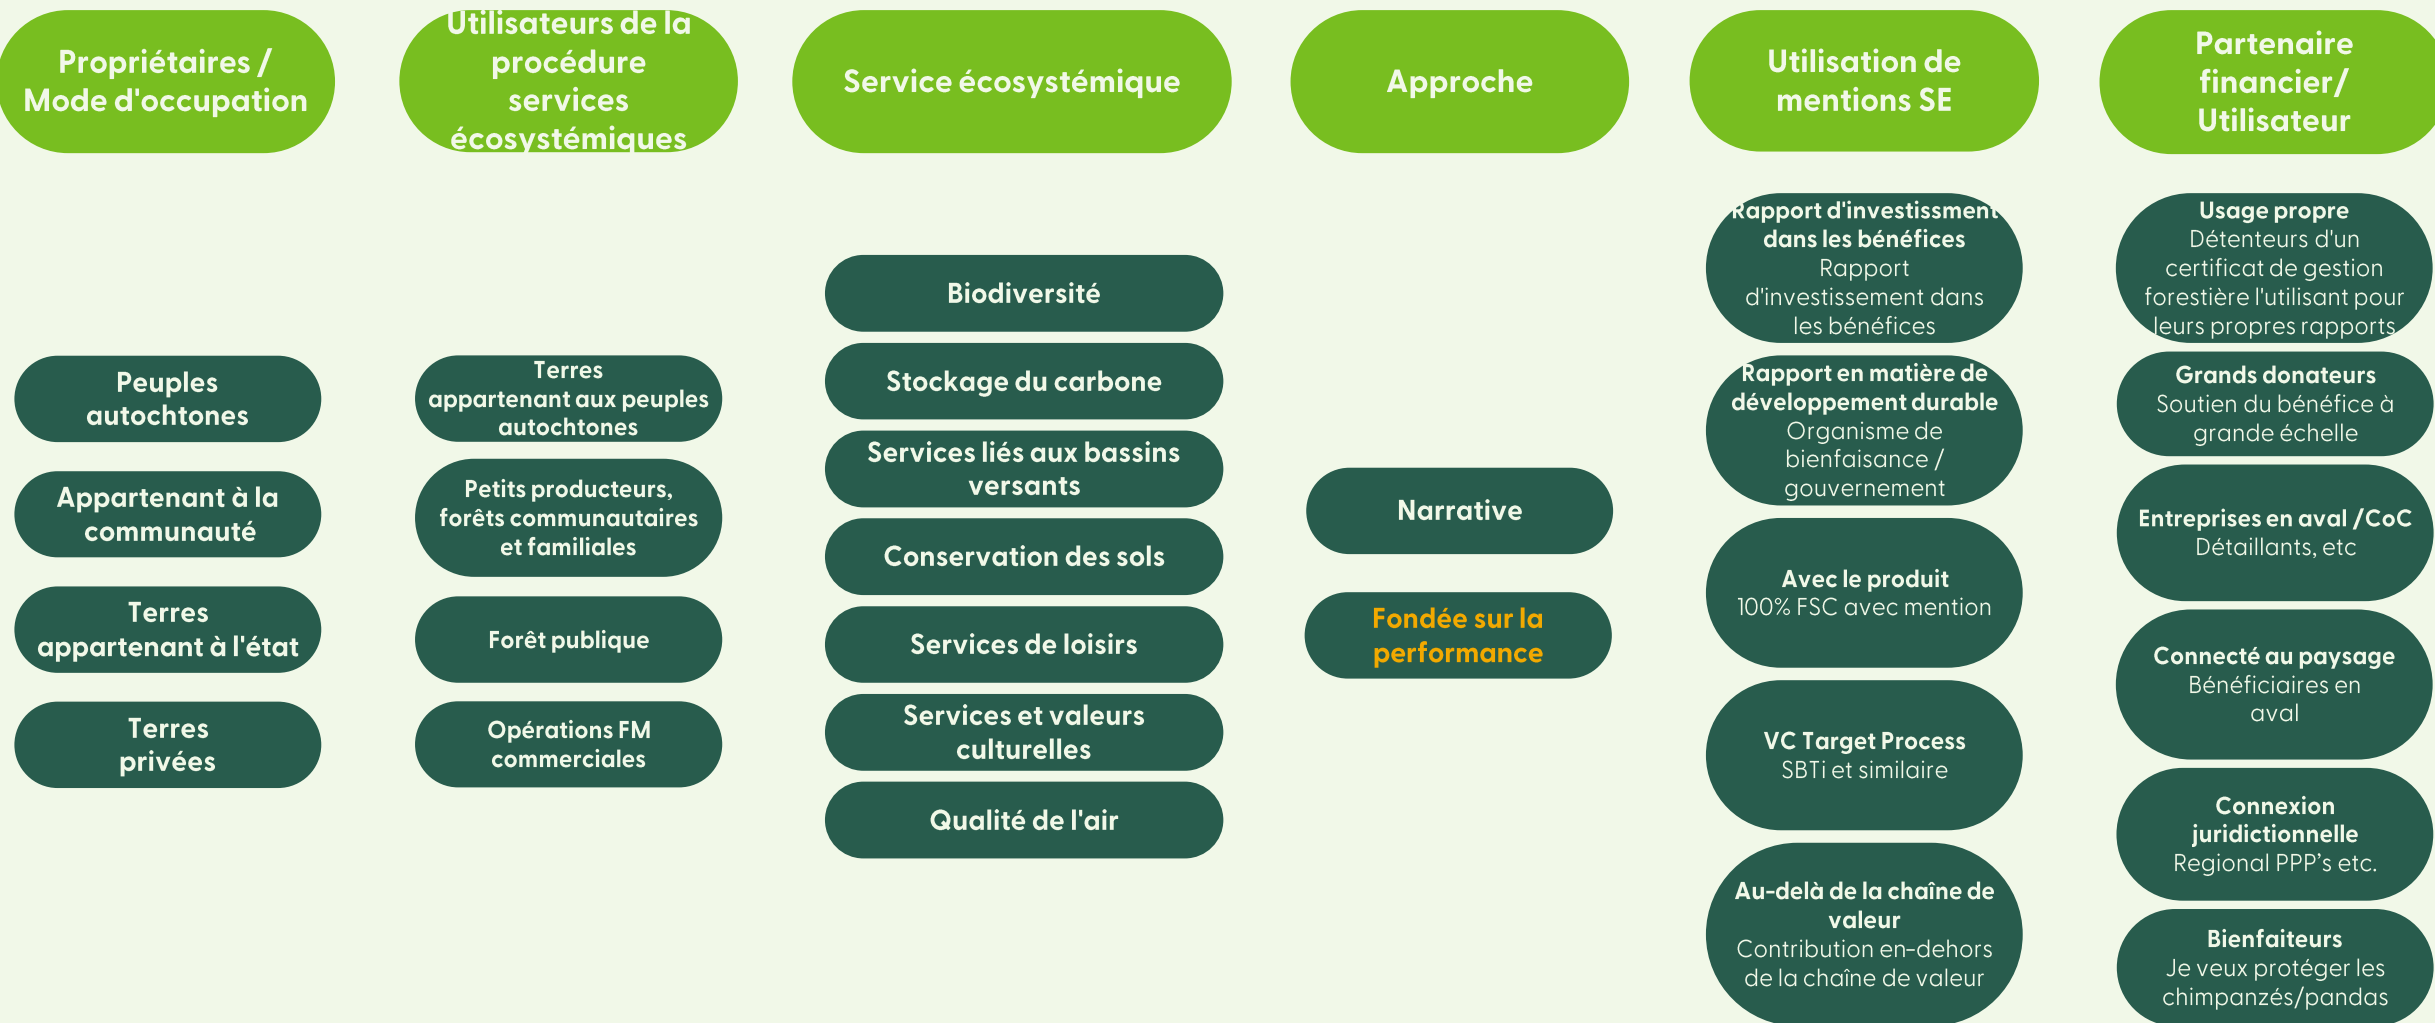 Propriétaires /
Mode d'occupation
Utilisateurs de la
procédure
services
écosystémiques
Service écosystémique
Approche
Utilisation de
mentions SE
Partenaire
financier/
Utilisateur
Peuples
autochtones
Appartenant à la
communauté
Terres
appartenant à l'état
Terres
privées
Terres
appartenant aux peuples
autochtones
Petits producteurs,
forêts communautaires
et familiales
Forêt publique
Opérations FM
commerciales
Biodiversité
Stockage du carbone
Services liés aux bassins
versants
Conservation des sols
Services de loisirs
Services et valeurs
culturelles
Qualité de l'air
Narrative
Fondée sur la
performance
Rapport d'investissment
dans les bénéfices
Rapport
d'investissement dans
les bénéfices
Rapport en matière de
développement durable
Organisme de
bienfaisance /
gouvernement
Avec le produit
100% FSC avec mention
VC Target Process
SBTi et similaire
Au-delà de la chaîne de
valeur
Contribution en-dehors
de la chaîne de valeur
Usage propre
Détenteurs d'un
certificat de gestion
forestière l'utilisant pour
leurs propres rapports
Grands donateurs
Soutien du bénéfice à
grande échelle
Entreprises en aval /CoC
Détaillants, etc
Connecté au paysage
Bénéficiaires en
aval
Connexion
juridictionnelle
Regional PPP’s etc.
Bienfaiteurs
Je veux protéger les
chimpanzés/pandas